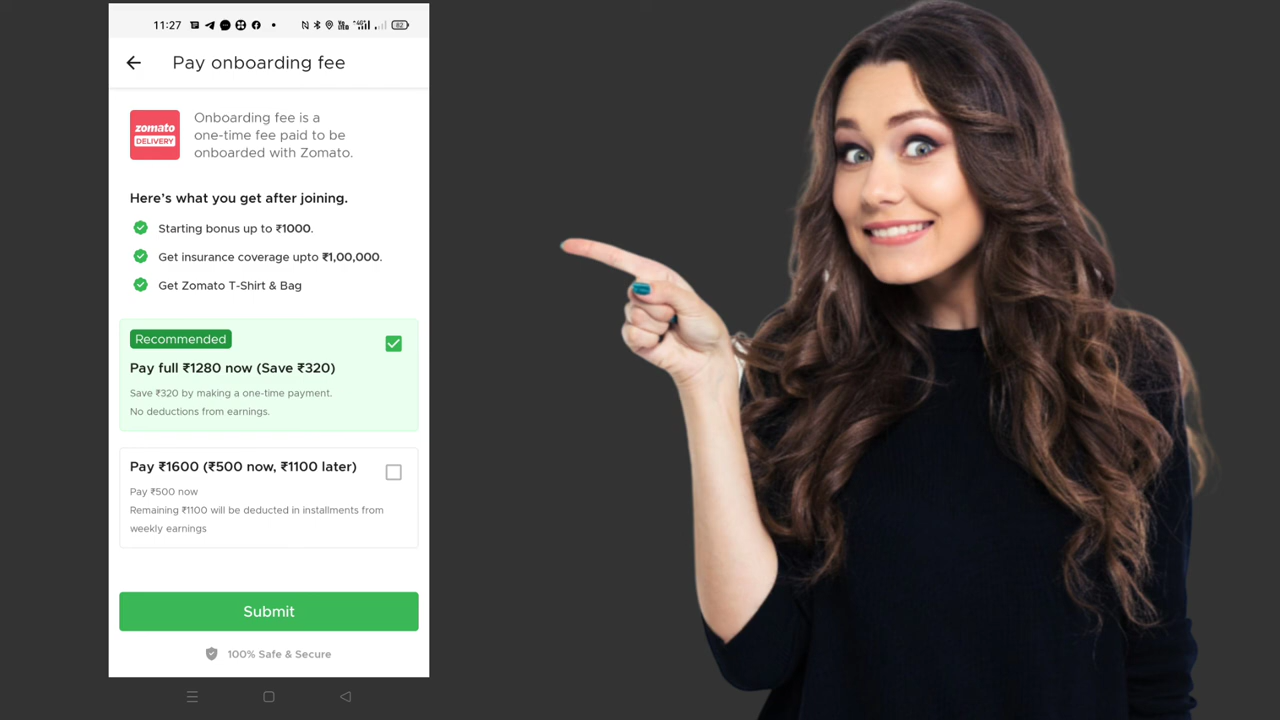 11:27
82
Pay onboarding fee
zomato
DELIVERY
Onboarding fee is a
one-time fee paid to be
onboarded with Zomato.
Here's what you get after joining.
Starting bonus up to ₹1000.
Get insurance coverage upto ₹1,00,000.
Get Zomato T-Shirt & Bag
Recommended
Pay full ₹1280 now (Save ₹320)
Save ₹320 by making a one-time payment.
No deductions from earnings.
Pay ₹1600 (₹500 now, ₹1100 later)
Pay ₹500 now
Remaining ₹1100 will be deducted in installments from
weekly earnings
Submit
100% Safe & Secure